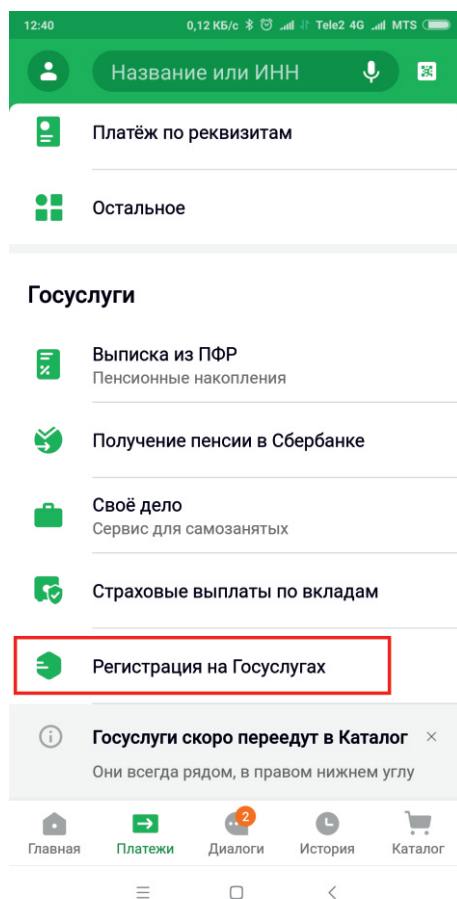 12:40 0,12 КБ/с Tele2 4G MTS
Название или ИНН
Платёж по реквизитам
Остальное
Госуслуги
Выписка из ПФР
Пенсионные накопления
Получение пенсии в Сбербанке
Своё дело
Сервис для самозанятых
Страховые выплаты по вкладам
Регистрация на Госуслугах
Госуслуги скоро переедут в Каталог ×
Они всегда рядом, в правом нижнем углу
2
Главная Платежи Диалоги История Каталог